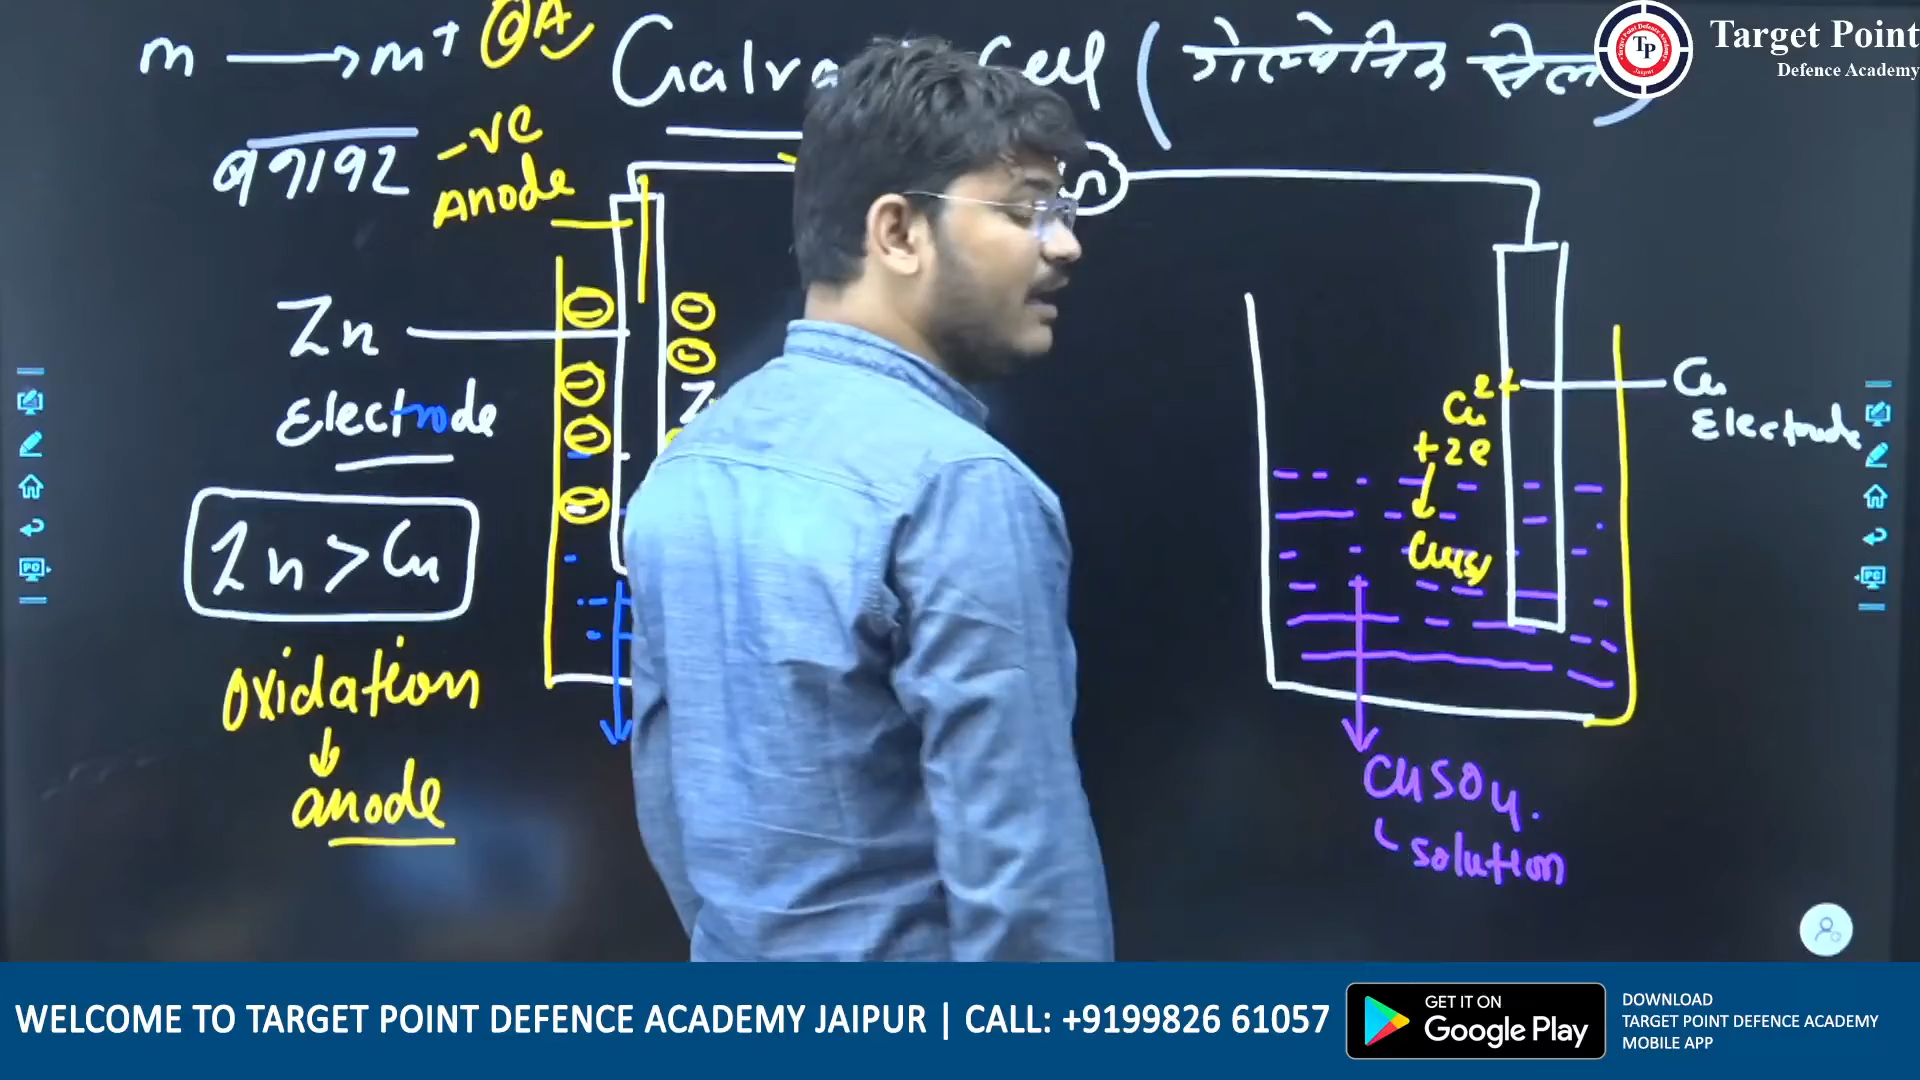 m → m⁺ OA
Galva Cell (गेल्वेनिक सेल)
-ve
Anode
Zn
Electrode
Zn > Cu
oxidation
↓
anode
Cu²⁺
+2e
↓
Cu(s)
Cu
Electrode
CuSO₄.
solution
Target Point
Defence Academy
TP
WELCOME TO TARGET POINT DEFENCE ACADEMY JAIPUR | CALL: +9199826 61057
GET IT ON
Google Play
DOWNLOAD
TARGET POINT DEFENCE ACADEMY
MOBILE APP